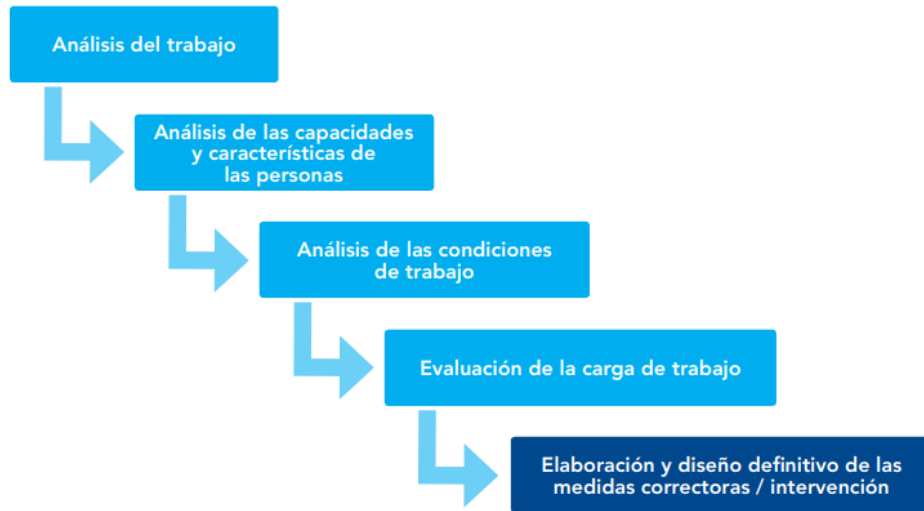 Análisis del trabajo
Análisis de las capacidades
y características de
las personas
Análisis de las condiciones
de trabajo
Evaluación de la carga de trabajo
Elaboración y diseño definitivo de las
medidas correctoras / intervención